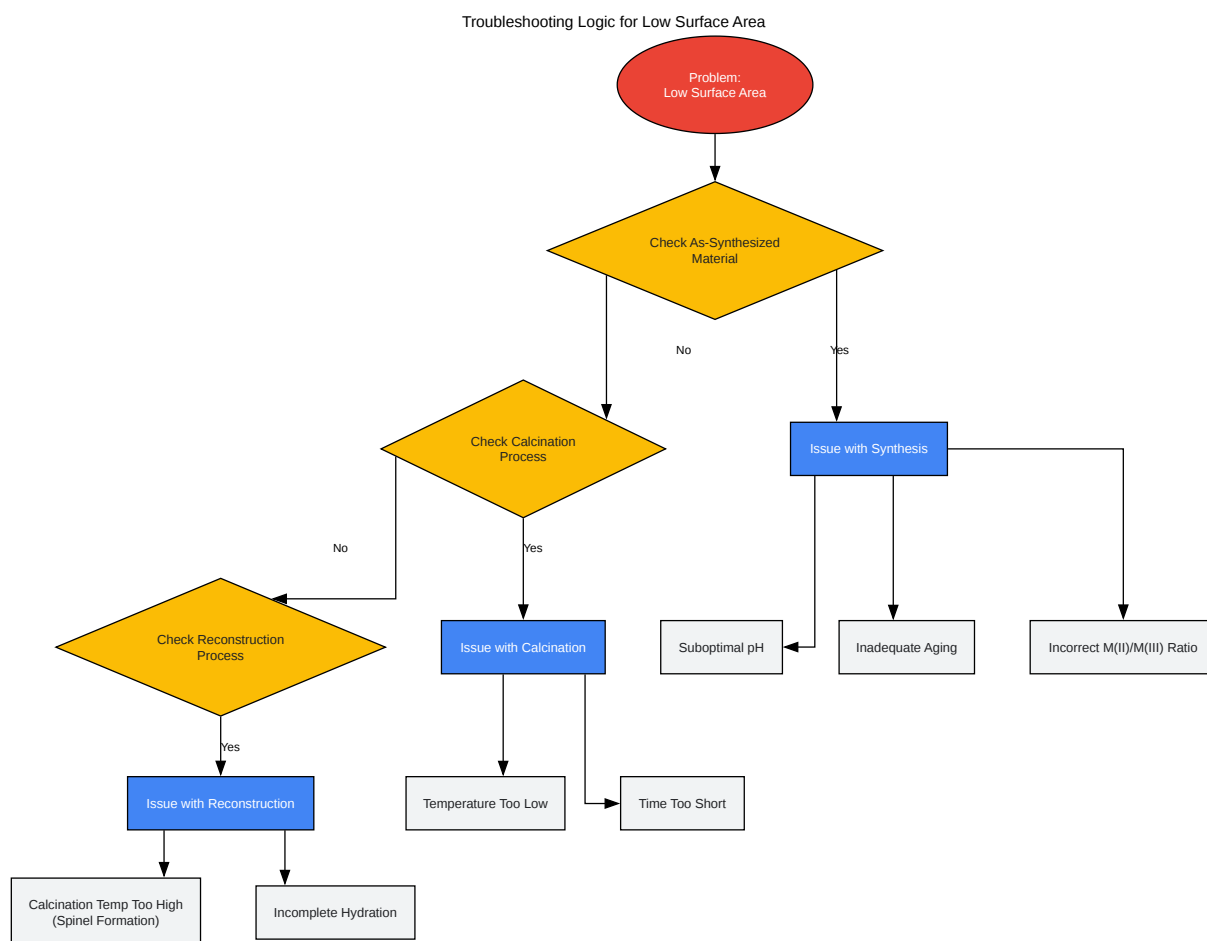 Troubleshooting Logic for Low Surface Area
Problem:
Low Surface Area
Check As-Synthesized
Material
No
Yes
Check Calcination
Process
Issue with Synthesis
No
Yes
Check Reconstruction
Process
Issue with Calcination
Suboptimal pH
Inadequate Aging
Incorrect M(II)/M(III) Ratio
Yes
Issue with Reconstruction
Temperature Too Low
Time Too Short
Calcination Temp Too High
(Spinel Formation)
Incomplete Hydration